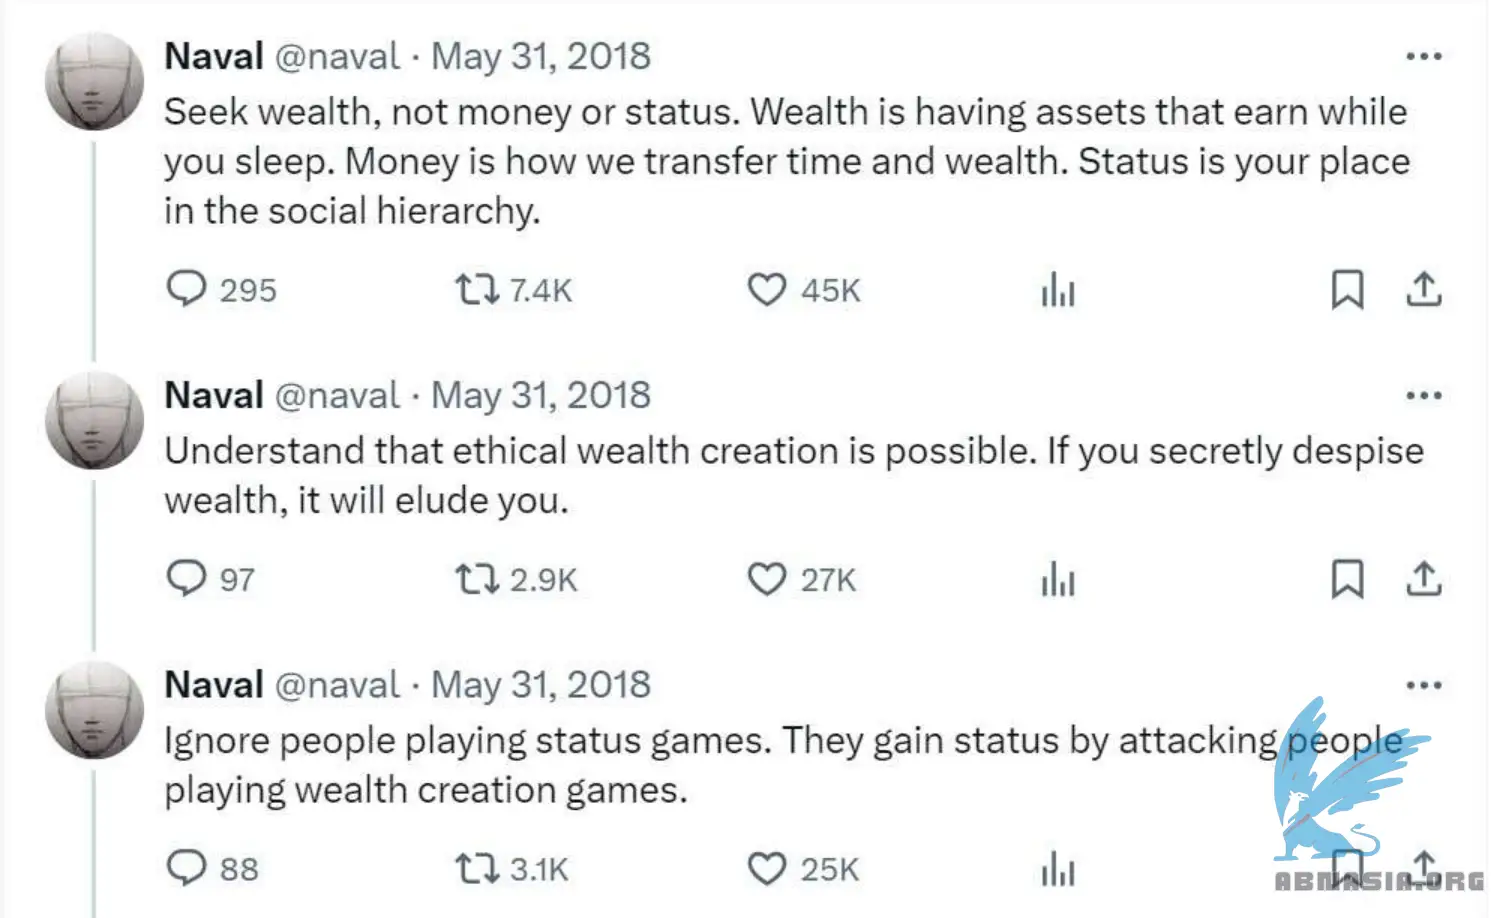 Naval @naval · May 31, 2018
Seek wealth, not money or status. Wealth is having assets that earn while
you sleep. Money is how we transfer time and wealth. Status is your place
in the social hierarchy.
295 7.4K 45K
Naval @naval · May 31, 2018
Understand that ethical wealth creation is possible. If you secretly despise
wealth, it will elude you.
97 2.9K 27K
Naval @naval · May 31, 2018
Ignore people playing status games. They gain status by attacking people
playing wealth creation games.
88 3.1K 25K
ABNASIA.ORG